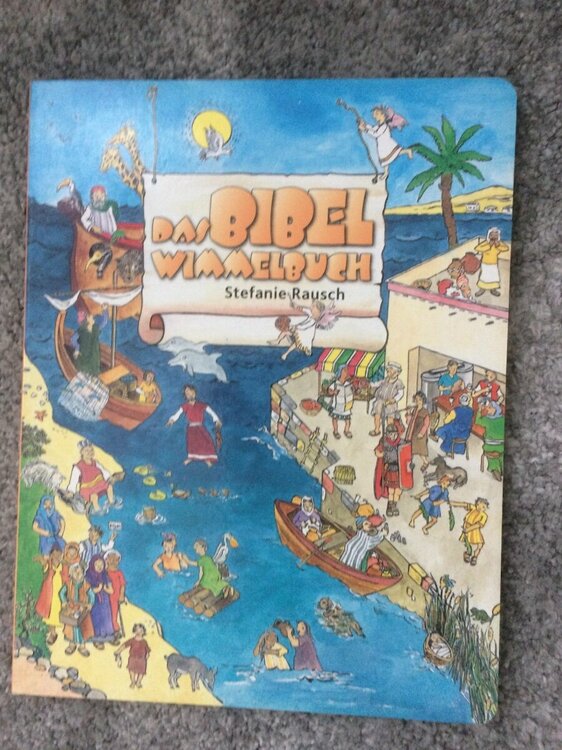 DAS BIBEL
WIMMELBUCH
Stefanie Rausch